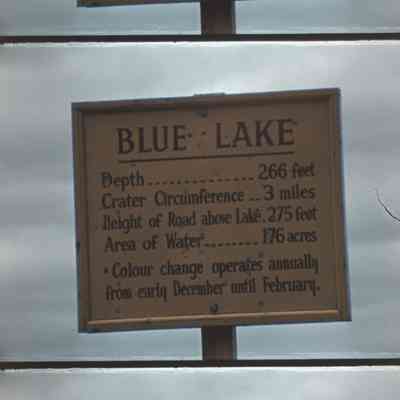 BLUE LAKE
Depth ............... 266 feet
Crater Circumference .. 3 miles
Height of Road above Lake . 275 feet
Area of Water ......... 176 acres
• Colour change operates annually
from early December until February.